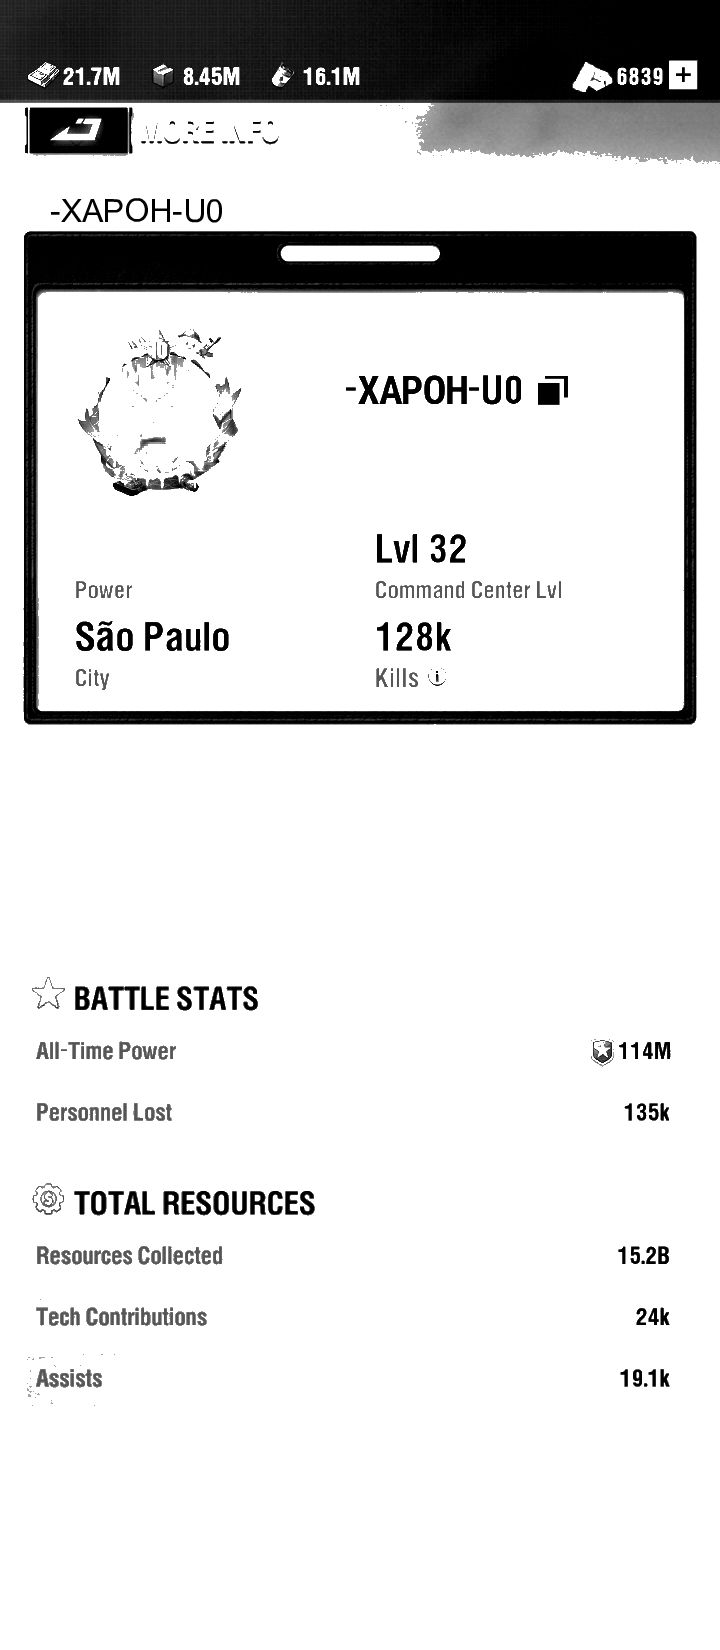 21.7M 8.45M 16.1M 6839 +
MORE INFO
-XAPOH-U0
-XAPOH-U0
Lvl 32
Power Command Center Lvl
São Paulo 128k
City Kills i
BATTLE STATS
All-Time Power 114M
Personnel Lost 135k
TOTAL RESOURCES
Resources Collected 15.2B
Tech Contributions 24k
Assists 19.1k